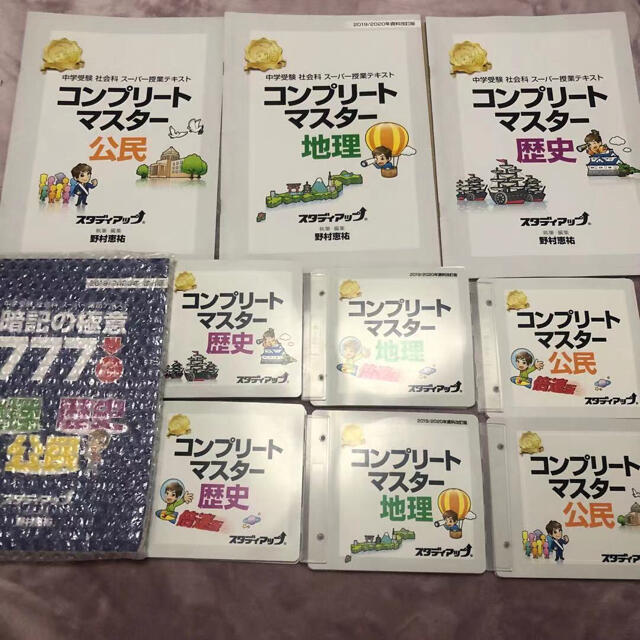 中学受験 社会科 スーパー授業テキスト
コンプリート
マスター
公民
スタディアップ
執筆・編集
野村恵祐
2019/2020年資料改訂版
中学受験 社会科 スーパー授業テキスト
コンプリート
マスター
地理
スタディアップ
執筆・編集
野村恵祐
中学受験 社会科 スーパー授業テキスト
コンプリート
マスター
歴史
スタディアップ
執筆・編集
野村恵祐
暗記の極意
777
歴史
公民
コンプリート
マスター
歴史
スタディアップ
2019/2020年資料改訂版
コンプリート
マスター
地理
倍速版
スタディアップ
コンプリート
マスター
公民
倍速版
スタディアップ
コンプリート
マスター
歴史
倍速版
スタディアップ
2019/2020年資料改訂版
コンプリート
マスター
地理
スタディアップ
コンプリート
マスター
公民
スタディアップ